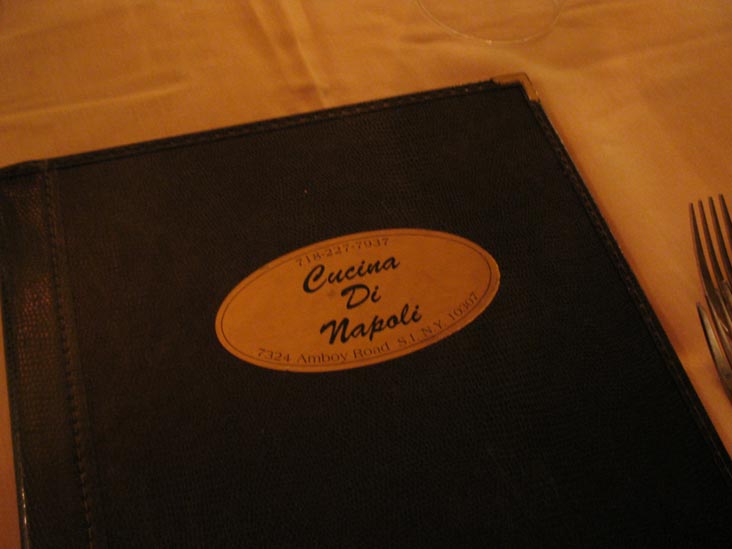 718-227-7937
Cucina
Di
Napoli
7324 Amboy Road S.I. N.Y. 10307